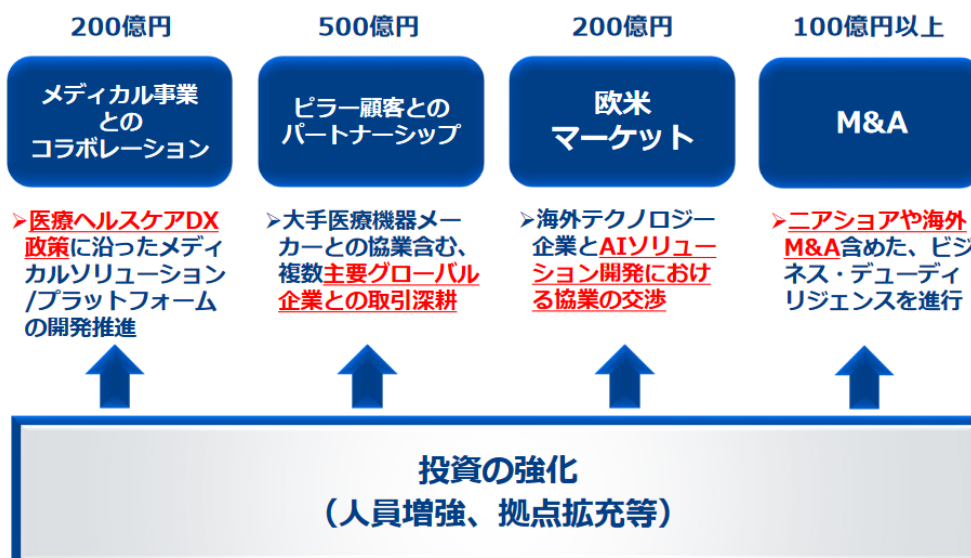 200億円
500億円
200億円
100億円以上
メディカル事業
との
コラボレーション
ピラー顧客との
パートナーシップ
欧米
マーケット
M&A
➢医療ヘルスケアDX
政策に沿ったメディ
カルソリューション
/プラットフォーム
の開発推進
➢大手医療機器メー
カーとの協業含む、
複数主要グローバル
企業との取引深耕
➢海外テクノロジー
企業とAIソリュー
ション開発におけ
る協業の交渉
➢ニアショアや海外
M&A含めた、ビジ
ネス・デューディ
リジェンスを進行
投資の強化
（人員増強、拠点拡充等）